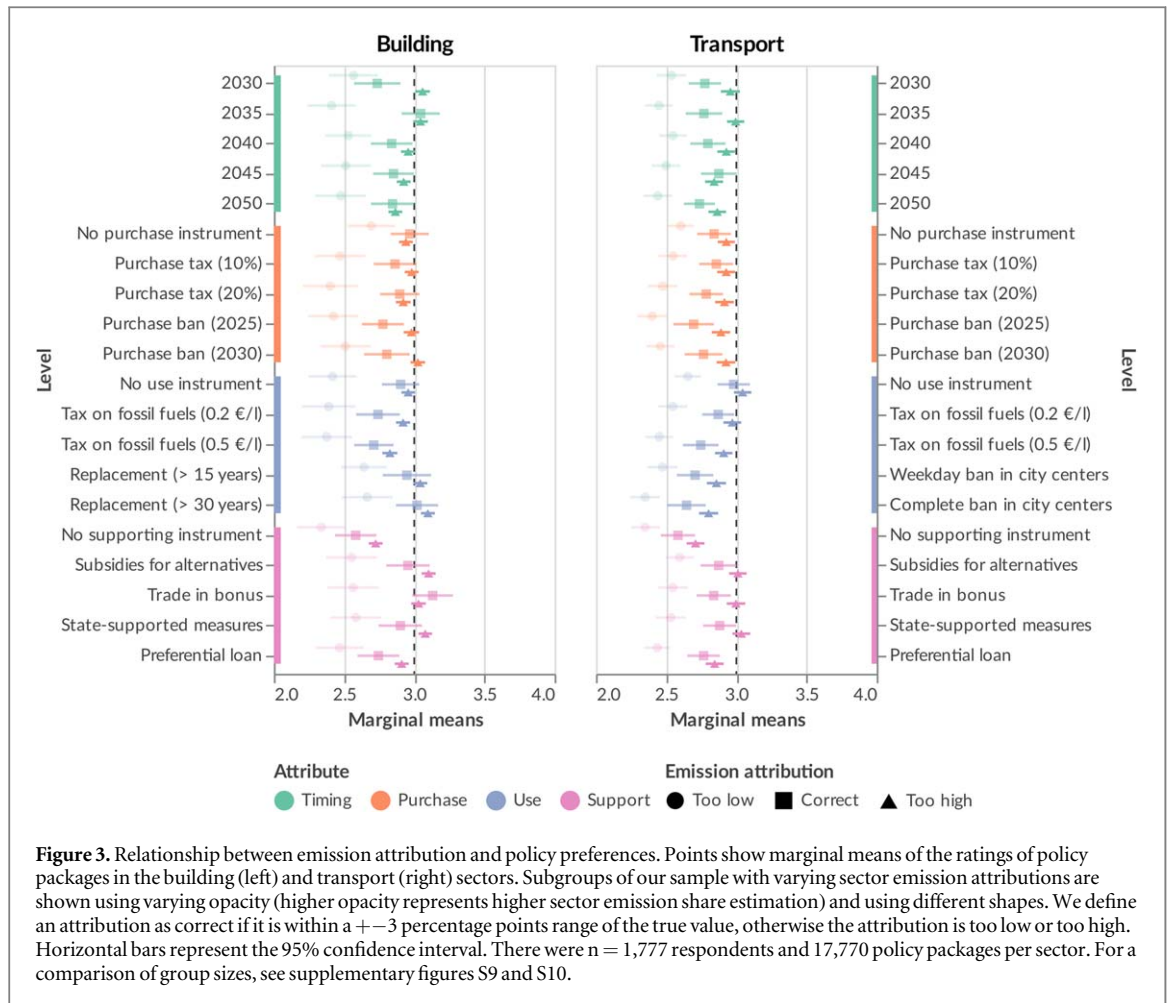 Building
Transport
2030
2035
2040
2045
2050
No purchase instrument
Purchase tax (10%)
Purchase tax (20%)
Purchase ban (2025)
Purchase ban (2030)
No use instrument
Tax on fossil fuels (0.2 €/l)
Tax on fossil fuels (0.5 €/l)
Replacement (> 15 years)
Replacement (> 30 years)
No supporting instrument
Subsidies for alternatives
Trade in bonus
State-supported measures
Preferential loan
Level
2.0 2.5 3.0 3.5 4.0
Marginal means
2030
2035
2040
2045
2050
No purchase instrument
Purchase tax (10%)
Purchase tax (20%)
Purchase ban (2025)
Purchase ban (2030)
No use instrument
Tax on fossil fuels (0.2 €/l)
Tax on fossil fuels (0.5 €/l)
Weekday ban in city centers
Complete ban in city centers
No supporting instrument
Subsidies for alternatives
Trade in bonus
State-supported measures
Preferential loan
Level
2.0 2.5 3.0 3.5 4.0
Marginal means
Attribute
Timing Purchase Use Support
Emission attribution
Too low Correct Too high
Figure 3. Relationship between emission attribution and policy preferences. Points show marginal means of the ratings of policy
packages in the building (left) and transport (right) sectors. Subgroups of our sample with varying sector emission attributions are
shown using varying opacity (higher opacity represents higher sector emission share estimation) and using different shapes. We define
an attribution as correct if it is within a +−3 percentage points range of the true value, otherwise the attribution is too low or too high.
Horizontal bars represent the 95% confidence interval. There were n = 1,777 respondents and 17,770 policy packages per sector. For a
comparison of group sizes, see supplementary figures S9 and S10.